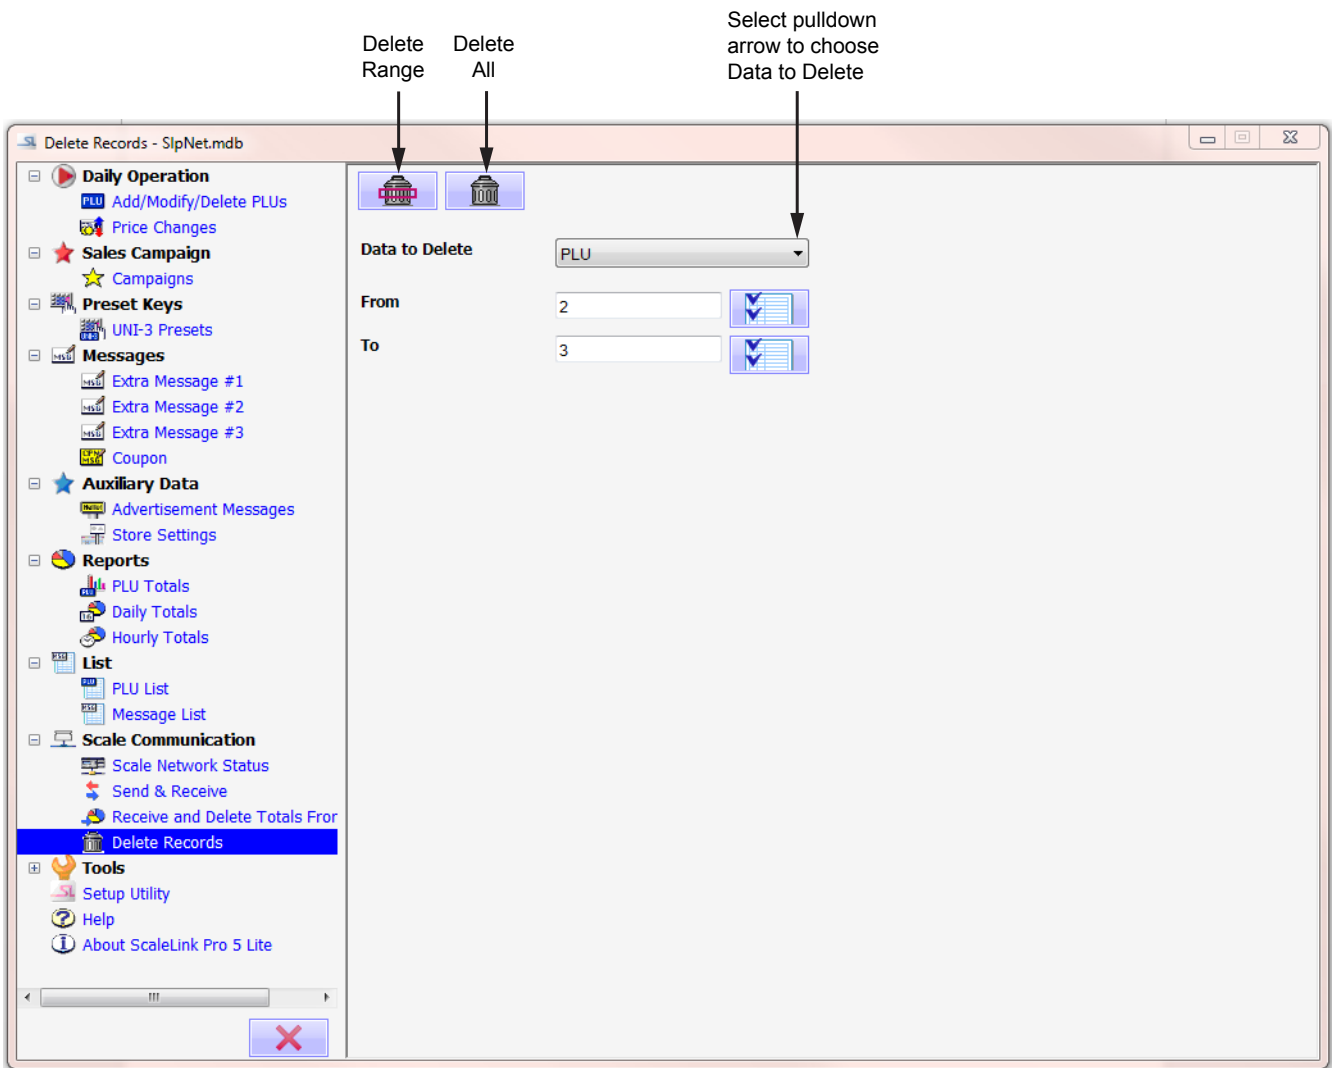 Select pulldown
arrow to choose
Data to Delete
Delete
Range
Delete
All
Delete Records - SlpNet.mdb
Daily Operation
PLU Add/Modify/Delete PLUs
Price Changes
Sales Campaign
Campaigns
Preset Keys
UNI-3 Presets
Messages
Extra Message #1
Extra Message #2
Extra Message #3
Coupon
Auxiliary Data
Advertisement Messages
Store Settings
Reports
PLU Totals
Daily Totals
Hourly Totals
List
PLU List
Message List
Scale Communication
Scale Network Status
Send & Receive
Receive and Delete Totals Fror
Delete Records
Tools
Setup Utility
Help
About ScaleLink Pro 5 Lite
Data to Delete
PLU
From
2
To
3